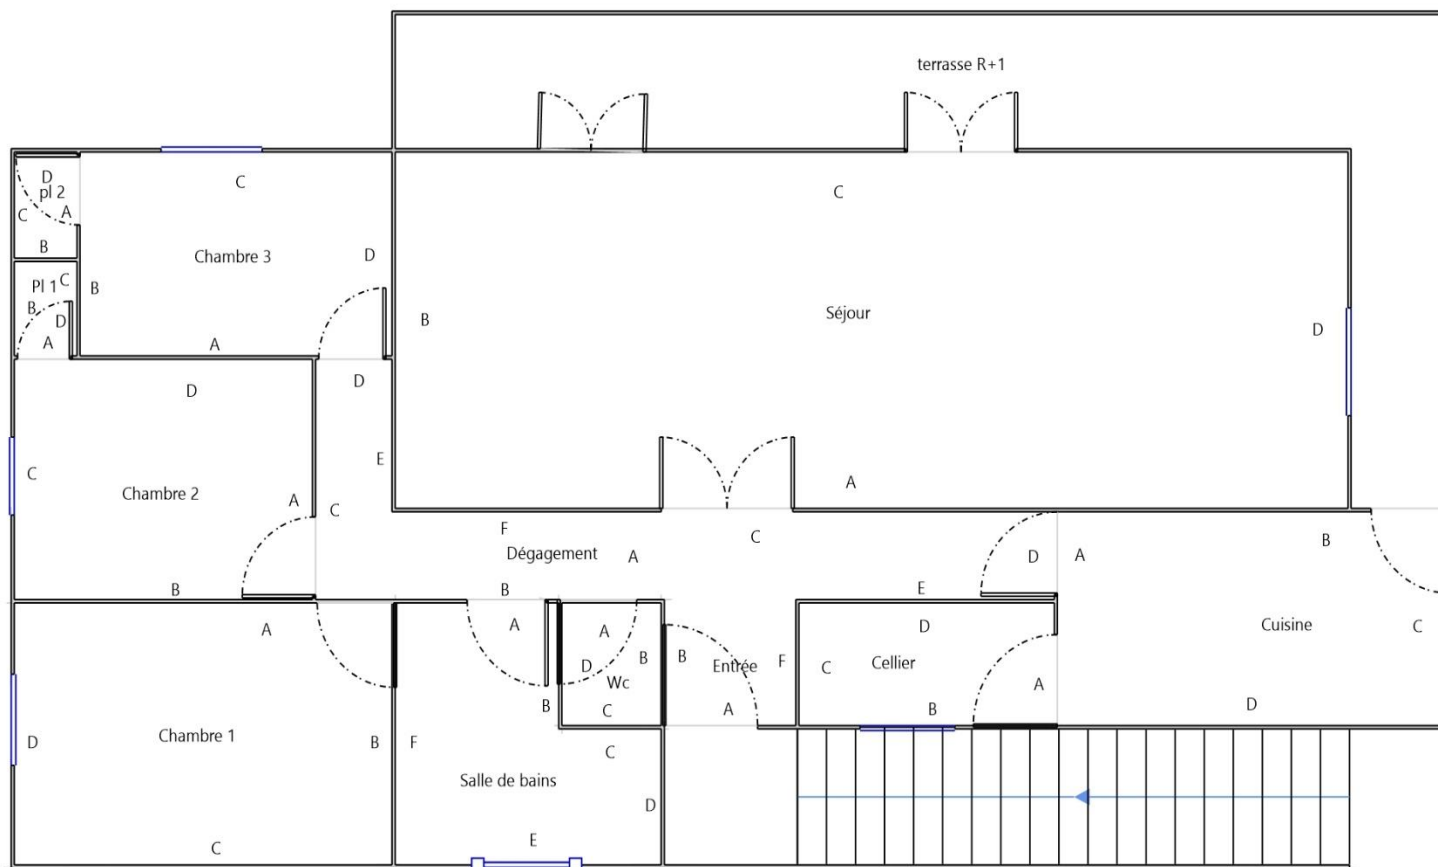 terrasse R+1
D
pl 2
C
A
B
C
Chambre 3
D
B
A
Pl 1
C
B
D
A
C
B
Séjour
D
A
D
C
Chambre 2
A
B
D
E
C
F
Dégagement
A
B
C
D
E
A
B
Cuisine
C
D
A
Chambre 1
D
B
C
A
B
F
C
Salle de bains
D
E
A
D
B
Wc
C
B
Entrée
F
A
D
C
Cellier
A
B